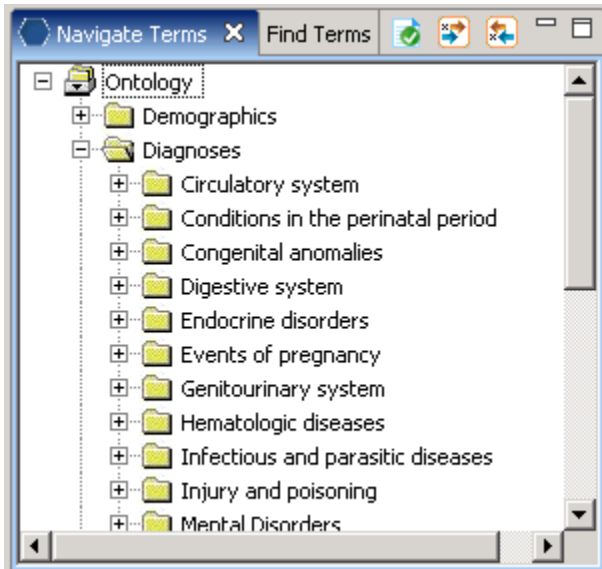 Navigate Terms Find Terms
Ontology
Demographics
Diagnoses
Circulatory system
Conditions in the perinatal period
Congenital anomalies
Digestive system
Endocrine disorders
Events of pregnancy
Genitourinary system
Hematologic diseases
Infectious and parasitic diseases
Injury and poisoning
Mental Disorders